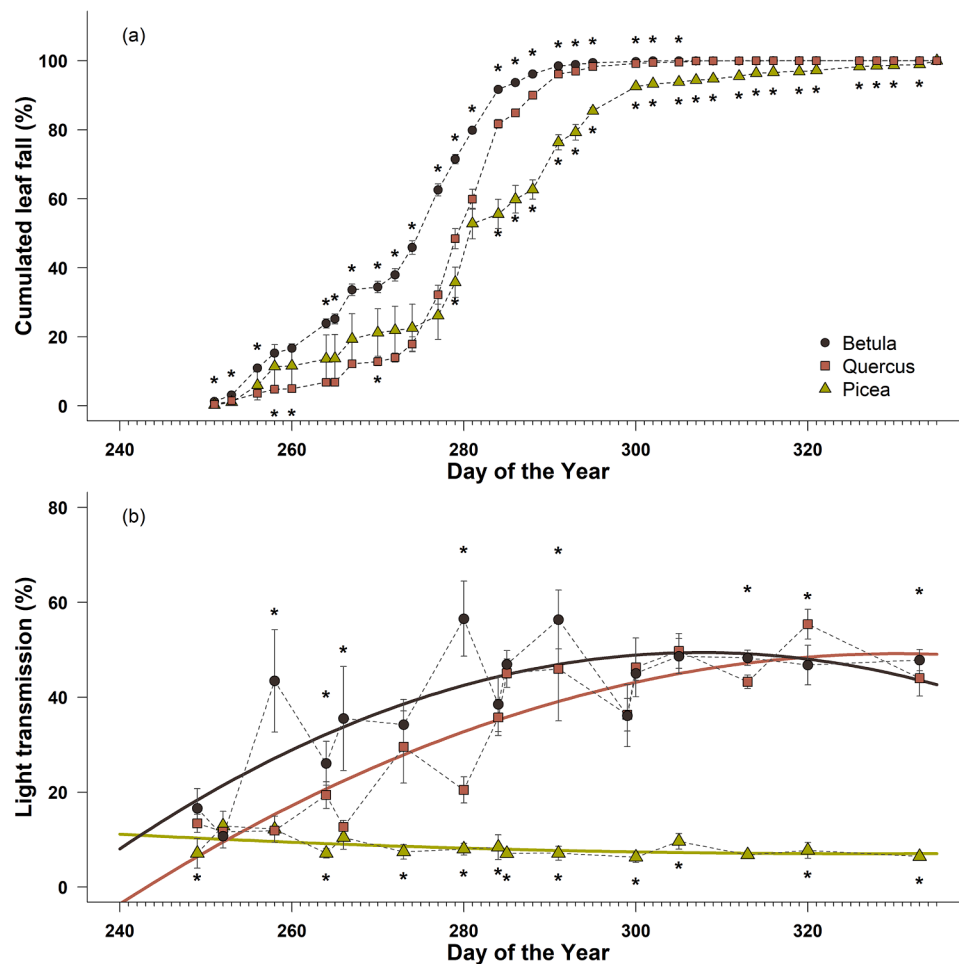 (a)
Cumulated leaf fall (%)
100
80
60
40
20
0
* * * * * * * * * * * * * * * * * * * * * * *
* * * * * * * * * * * * * * * * * * * * * * *
Betula
Quercus
Picea
240 260 280 300 320
Day of the Year
(b)
Light transmission (%)
80
60
40
20
0
* * * * * * * *
* * * * * * * * * *
240 260 280 300 320
Day of the Year